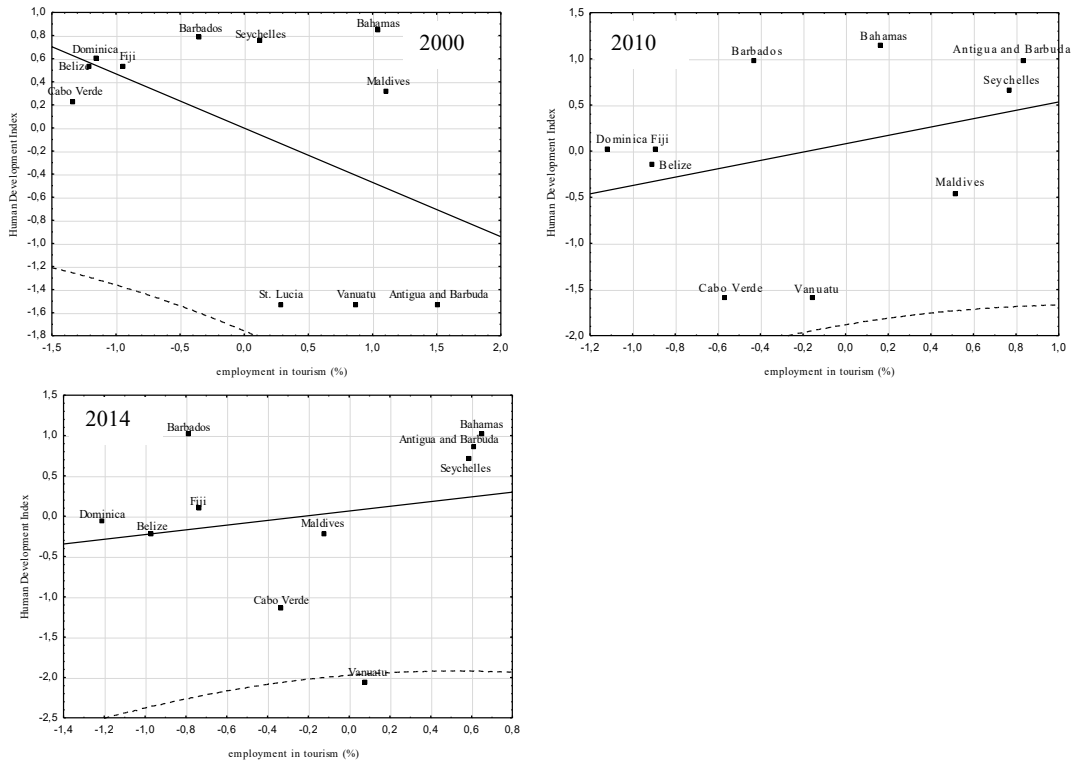 2000
Barbados
Seychelles
Bahamas
Dominica
Fiji
Belize
Maldives
Cabo Verde
St. Lucia
Vanuatu
Antigua and Barbuda
Human Development Index
1,0
0,8
0,6
0,4
0,2
0,0
-0,2
-0,4
-0,6
-0,8
-1,0
-1,2
-1,4
-1,6
-1,8
-1,5 -1,0 -0,5 0,0 0,5 1,0 1,5 2,0
employment in tourism (%)
2010
Barbados
Bahamas
Antigua and Barbuda
Seychelles
Dominica Fiji
Belize
Maldives
Cabo Verde
Vanuatu
Human Development Index
1,5
1,0
0,5
0,0
-0,5
-1,0
-1,5
-2,0
-1,2 -1,0 -0,8 -0,6 -0,4 -0,2 0,0 0,2 0,4 0,6 0,8 1,0
employment in tourism (%)
2014
Barbados
Bahamas
Antigua and Barbuda
Seychelles
Fiji
Dominica
Belize
Maldives
Cabo Verde
Vanuatu
Human Development Index
1,5
1,0
0,5
0,0
-0,5
-1,0
-1,5
-2,0
-2,5
-1,4 -1,2 -1,0 -0,8 -0,6 -0,4 -0,2 0,0 0,2 0,4 0,6 0,8
employment in tourism (%)